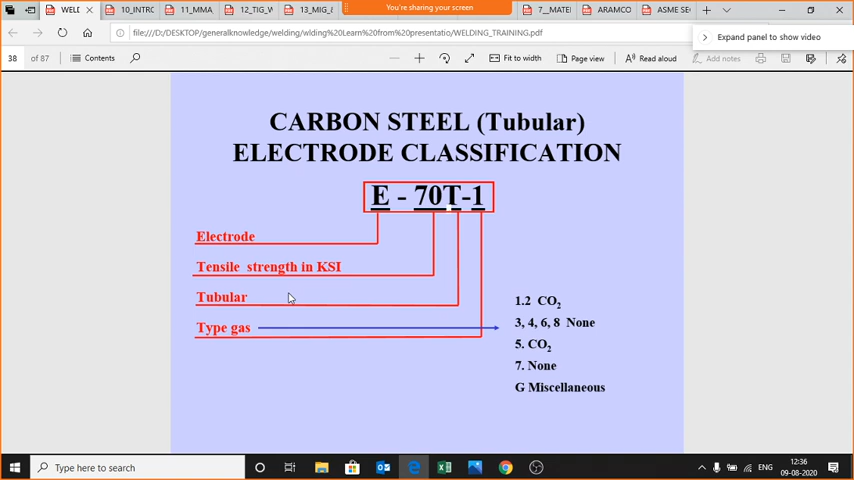 WELD
10_INTRO
11_MMA
12_TIG_W
13_MIG_&
You're sharing your screen
7__MATE
ARAMCO
ASME SE
file:///D:/DESKTOP/generalknowledge/welding/wlding%20Learn%20from%20presentatio/WELDING_TRAINING.pdf
Expand panel to show video
38 of 87
Contents
Fit to width
Page view
Read aloud
Add notes
CARBON STEEL (Tubular)
ELECTRODE CLASSIFICATION
E - 70T-1
Electrode
Tensile strength in KSI
Tubular
Type gas
1.2 CO2
3, 4, 6, 8 None
5. CO2
7. None
G Miscellaneous
Type here to search
ENG
12:36
09-08-2020